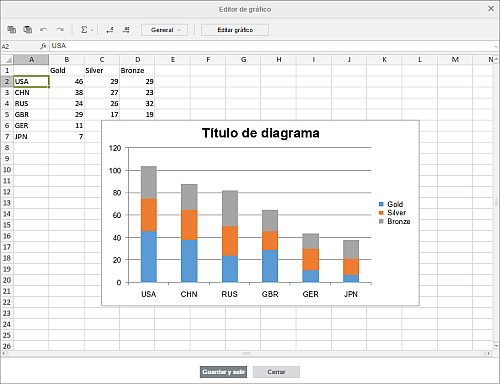 Editor de gráfico
Σ General Editar gráfico
A2 fx USA
A B C D E F G H I J K L M N
1 Gold Silver Bronze
2 USA 46 29 29
3 CHN 38 27 23
4 RUS 24 26 32
5 GBR 29 17 19
6 GER 11
7 JPN 7
8
9
10
11
12
13
14
15
16
17
18
19
20
21
22
23
24
25
26
Título de diagrama
120
100
80
60
40
20
0
USA CHN RUS GBR GER JPN
Gold
Silver
Bronze
Guardar y salir Cerrar